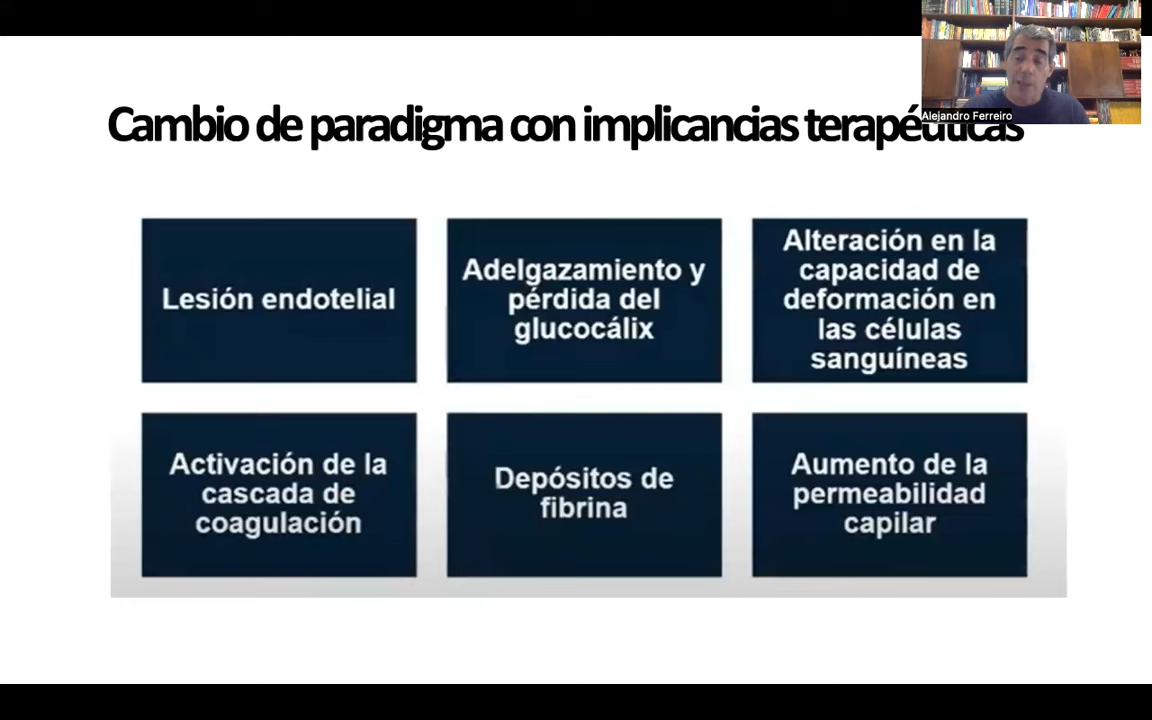 Alejandro Ferreiro
Cambio de paradigma con implicancias terapéuticas
Lesión endotelial
Adelgazamiento y
pérdida del
glucocálix
Alteración en la
capacidad de
deformación en
las células
sanguíneas
Activación de la
cascada de
coagulación
Depósitos de
fibrina
Aumento de la
permeabilidad
capilar